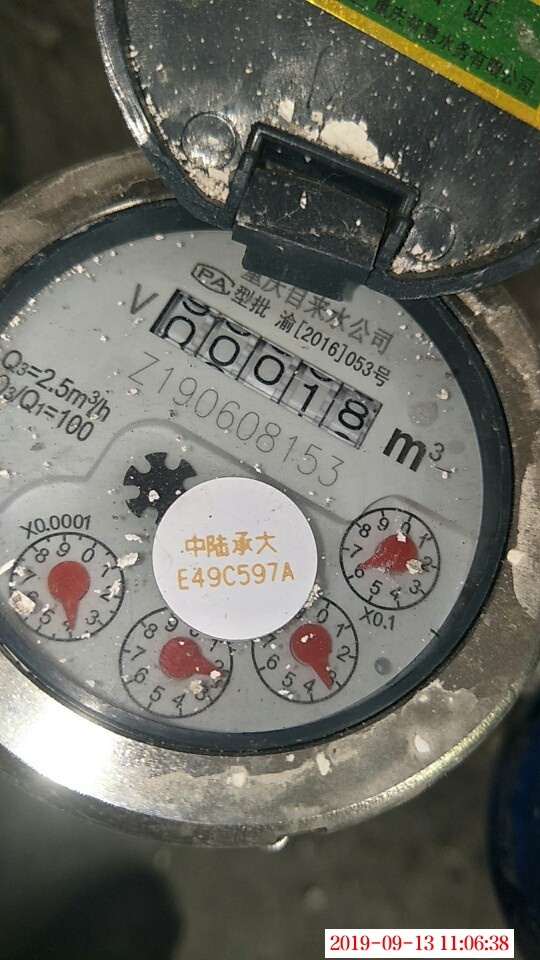 证
重庆自来水公司
PA 型批 渝[2016]053号
V 00018 m³
Z190608153
Q3=2.5m³/h
Q3/Q1=100
中陆承大
E49C597A
X0.0001
X0.1
2019-09-13 11:06:38